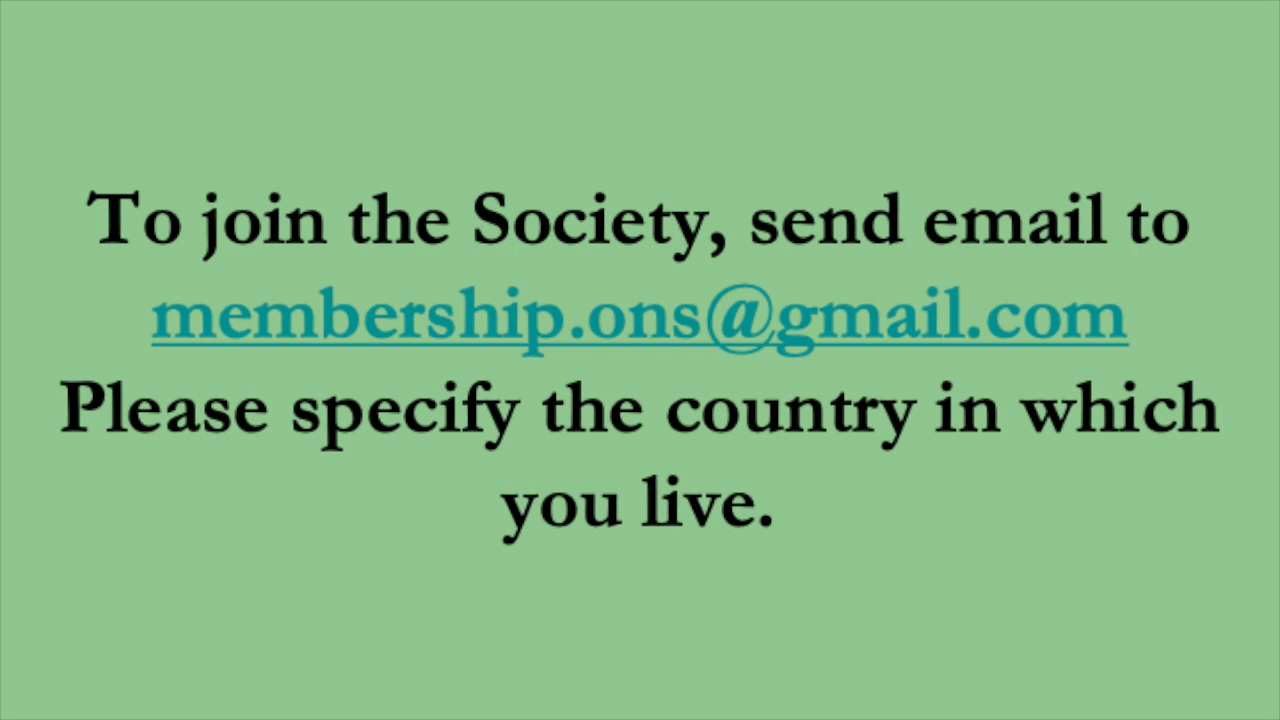 To join the Society, send email to
membership.ons@gmail.com
Please specify the country in which
you live.